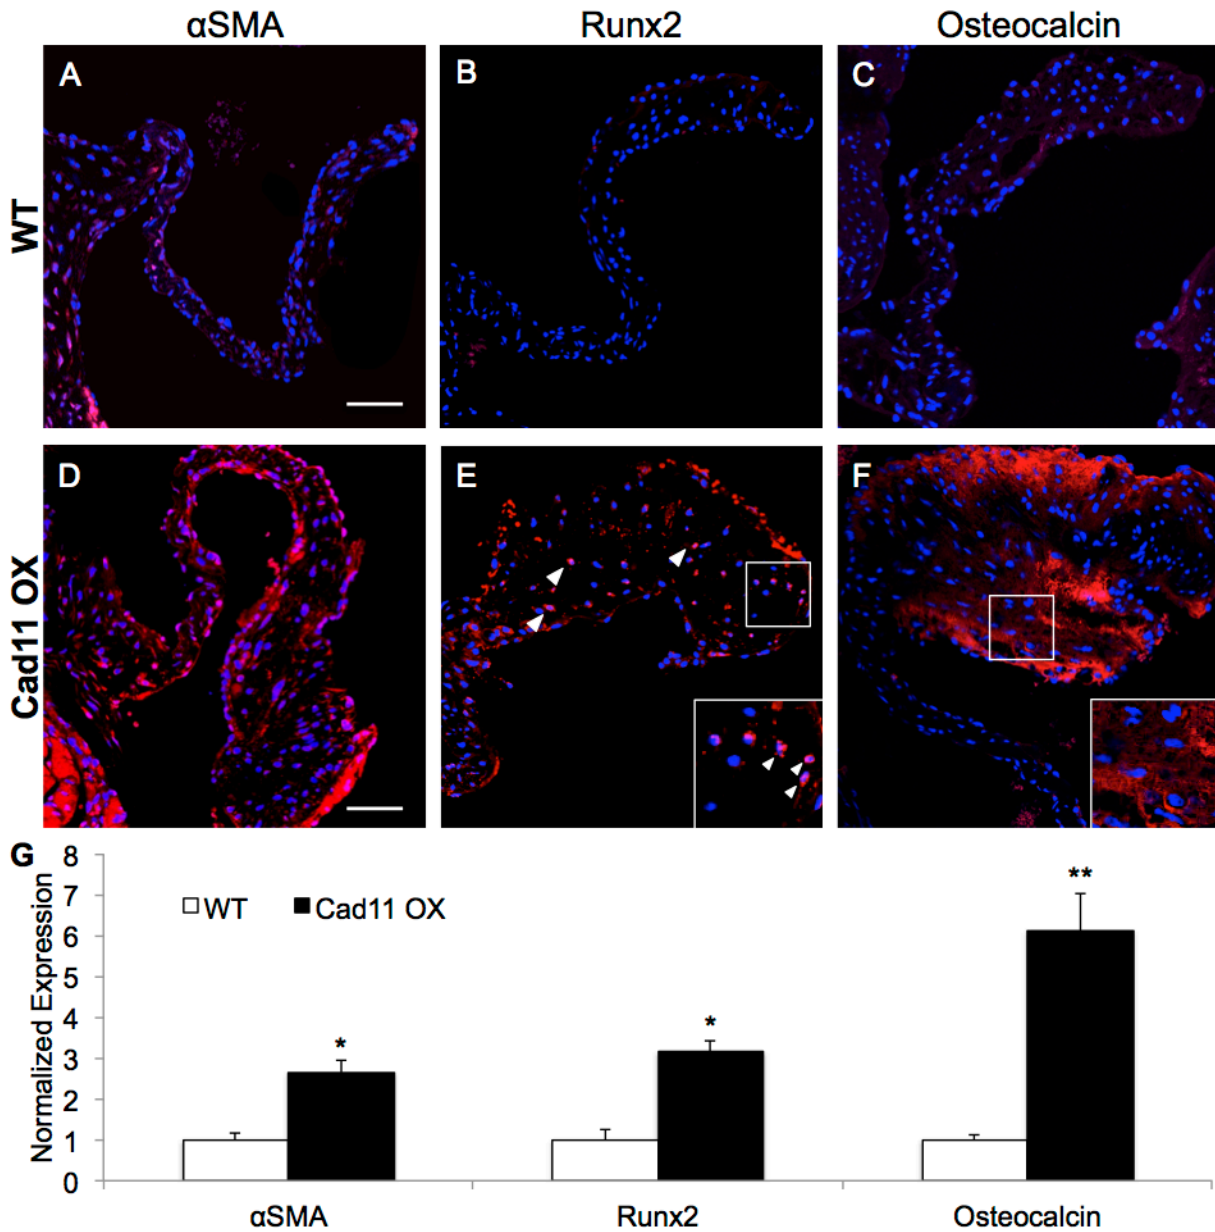 αSMA Runx2 Osteocalcin
WT
A B C
Cad11 OX
D E F
G
8
7
6
5
4
3
2
1
0
Normalized Expression
WT Cad11 OX
* * **
αSMA Runx2 Osteocalcin